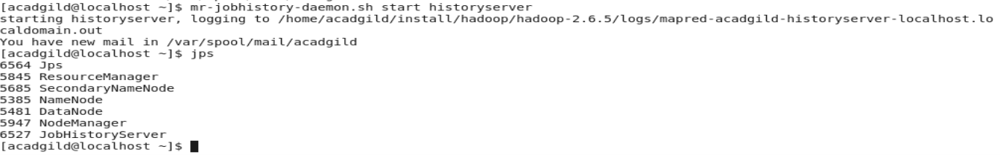 [acadgild@localhost ~]$ mr-jobhistory-daemon.sh start historyserver
starting historyserver, logging to /home/acadgild/install/hadoop/hadoop-2.6.5/logs/mapred-acadgild-historyserver-localhost.lo
caldomain.out
You have new mail in /var/spool/mail/acadgild
[acadgild@localhost ~]$ jps
6564 Jps
5845 ResourceManager
5685 SecondaryNameNode
5385 NameNode
5481 DataNode
5947 NodeManager
6527 JobHistoryServer
[acadgild@localhost ~]$